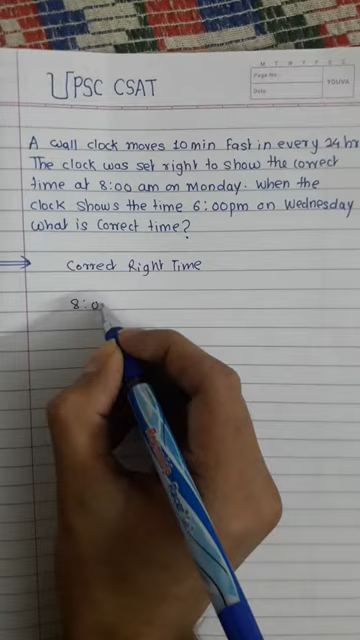 UPSC CSAT
M T W T F S S
Page No.:
Date:
YOUVA
A wall clock moves 10 min fast in every 24 hr
The clock was set right to show the correct
time at 8:00 am on Monday. When the
clock shows the time 6:00pm on Wednesday
What is Correct time?
Correct Right Time
8:0